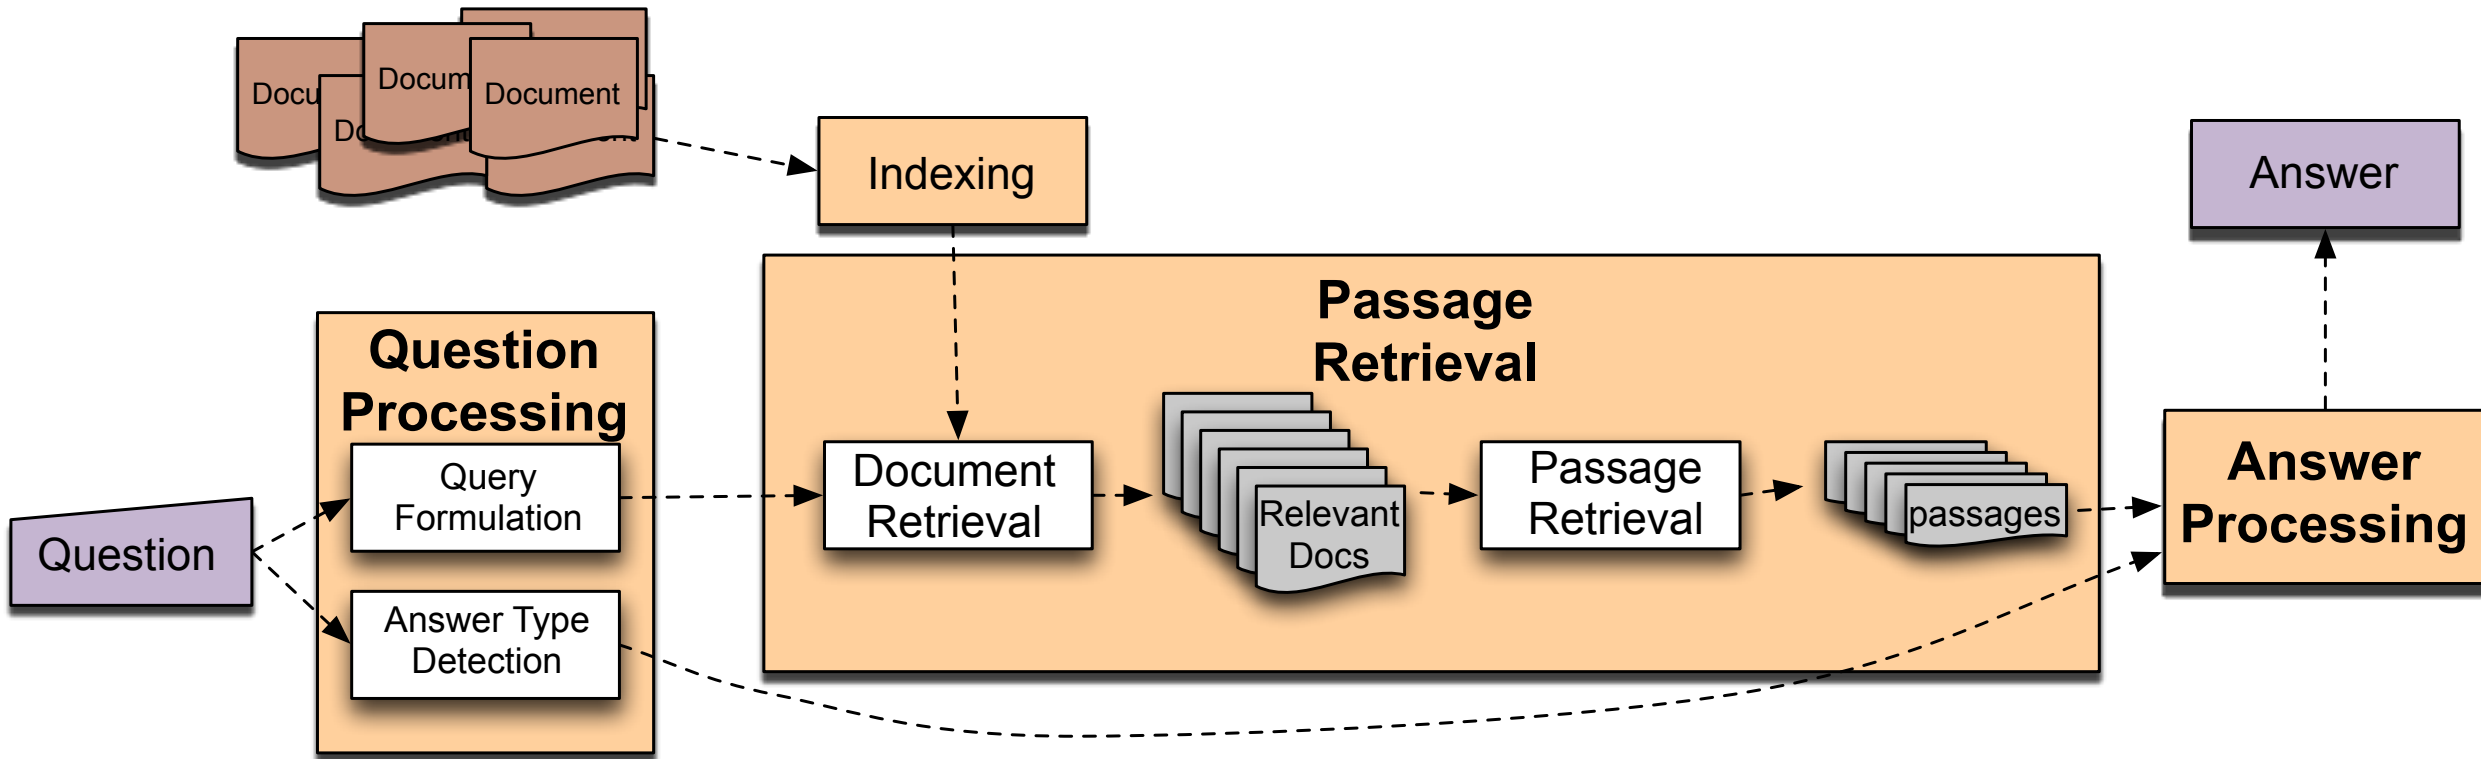 Document
Indexing
Answer
Passage
Retrieval
Question
Processing
Query
Formulation
Answer Type
Detection
Question
Document
Retrieval
Relevant
Docs
Passage
Retrieval
passages
Answer
Processing